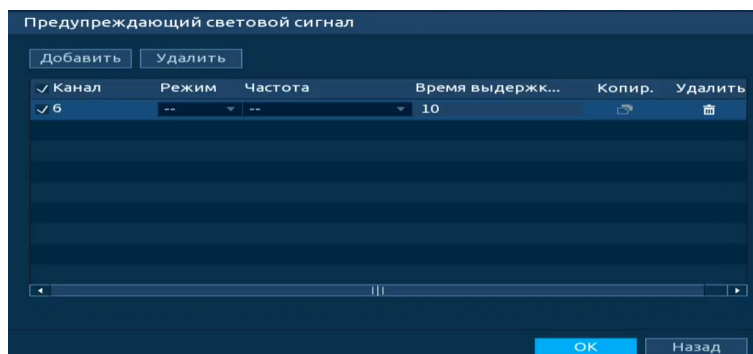 Предупреждающий световой сигнал
Добавить Удалить
Канал Режим Частота Время выдержк... Копир. Удалить
6 -- -- 10
OK Назад